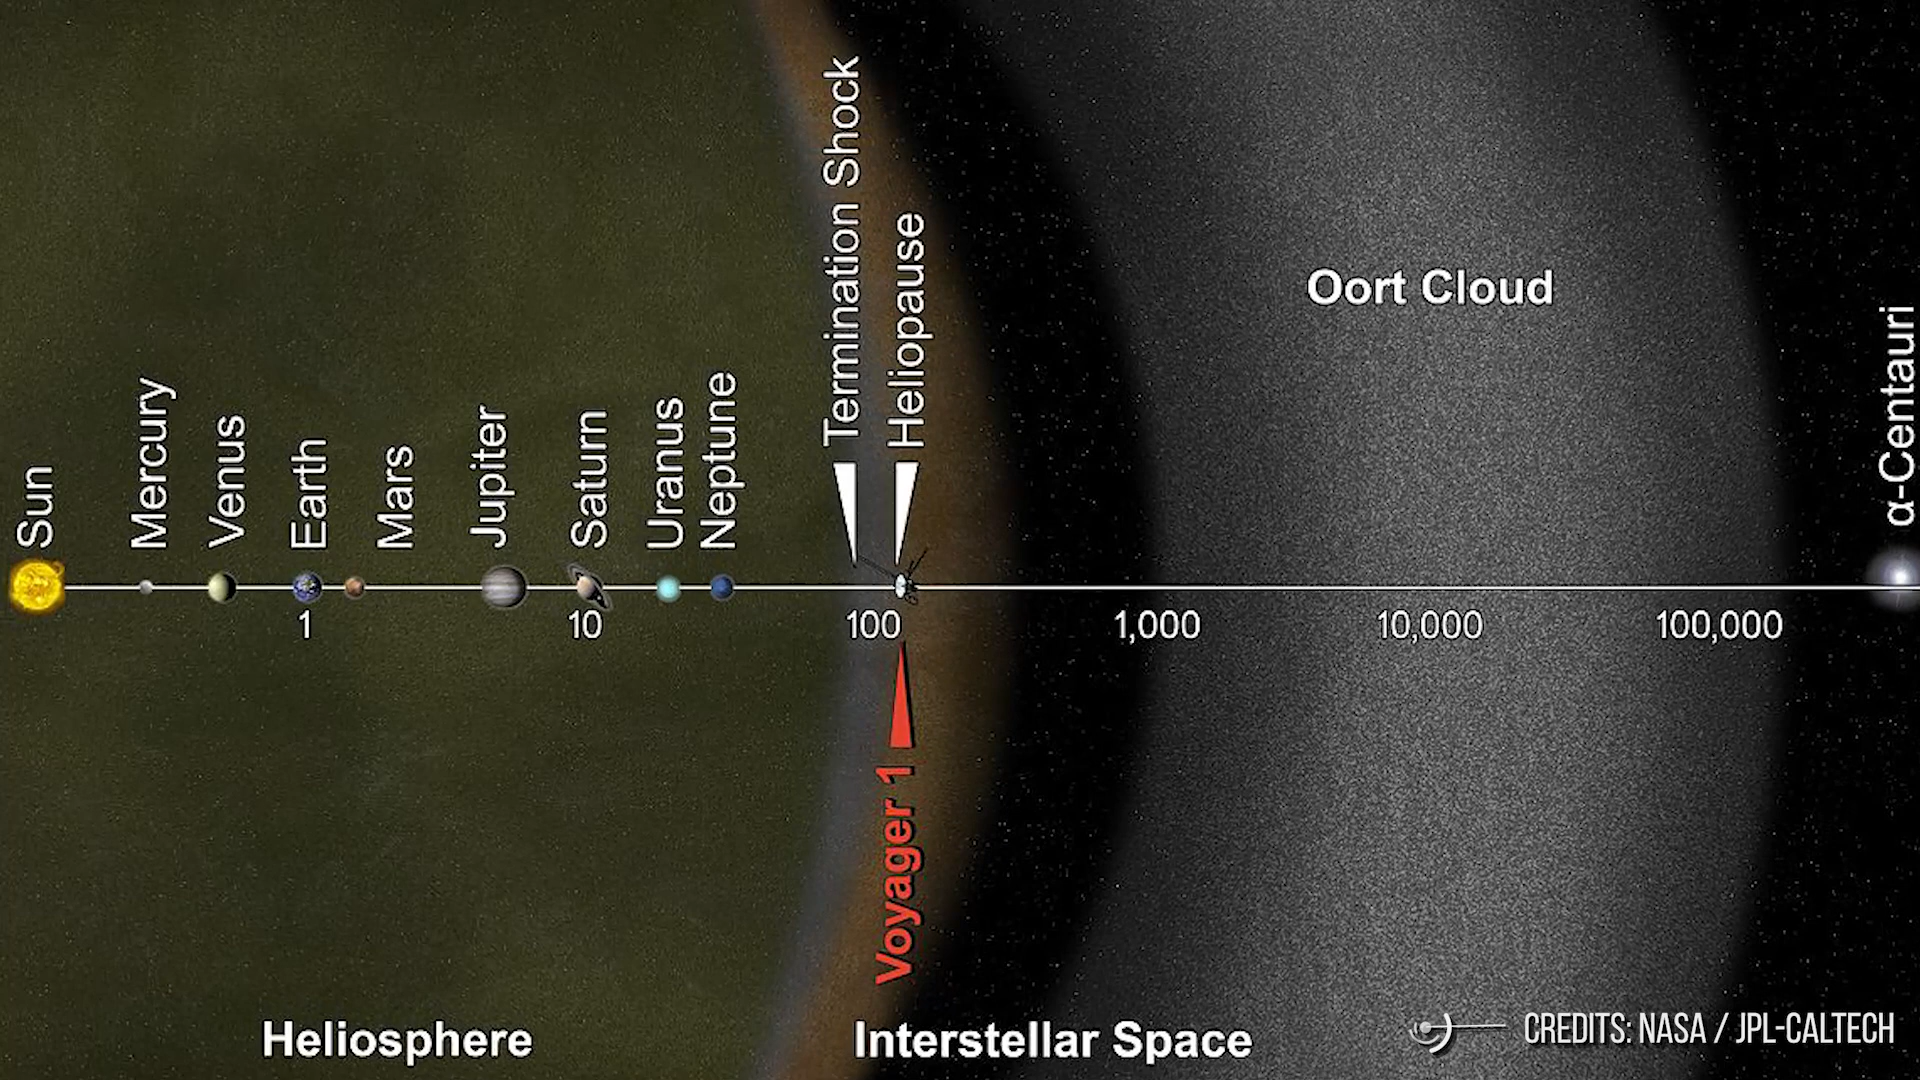 Sun
Mercury
Venus
Earth
Mars
Jupiter
Saturn
Uranus
Neptune
Termination Shock
Heliopause
Oort Cloud
α-Centauri
1
10
100
1,000
10,000
100,000
Voyager 1
Heliosphere
Interstellar Space
CREDITS: NASA / JPL-CALTECH